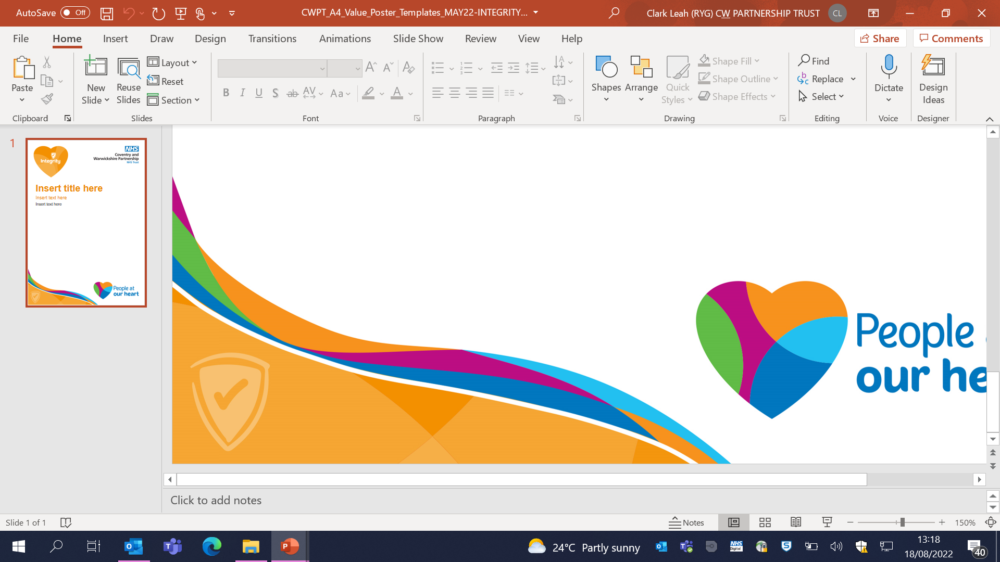 AutoSave Off
CWPT_A4_Value_Poster_Templates_MAY22-INTEGRITY...
Clark Leah (RYG) CW PARTNERSHIP TRUST CL
File Home Insert Draw Design Transitions Animations Slide Show Review View Help
Share Comments
Paste
New Slide
Reuse Slides
Layout
Reset
Section
B I U S ab AV Aa A
Shapes
Arrange
Quick Styles
Shape Fill
Shape Outline
Shape Effects
Find
Replace
Select
Dictate
Design Ideas
Clipboard Slides Font Paragraph Drawing Editing Voice Designer
1
Integrity
NHS
Coventry and
Warwickshire Partnership
NHS Trust
Insert title here
Insert text here
Insert text here
People at
our heart
People
our he
Click to add notes
Slide 1 of 1
Notes
150%
24°C Partly sunny
NHS
Digital
13:18
18/08/2022
40